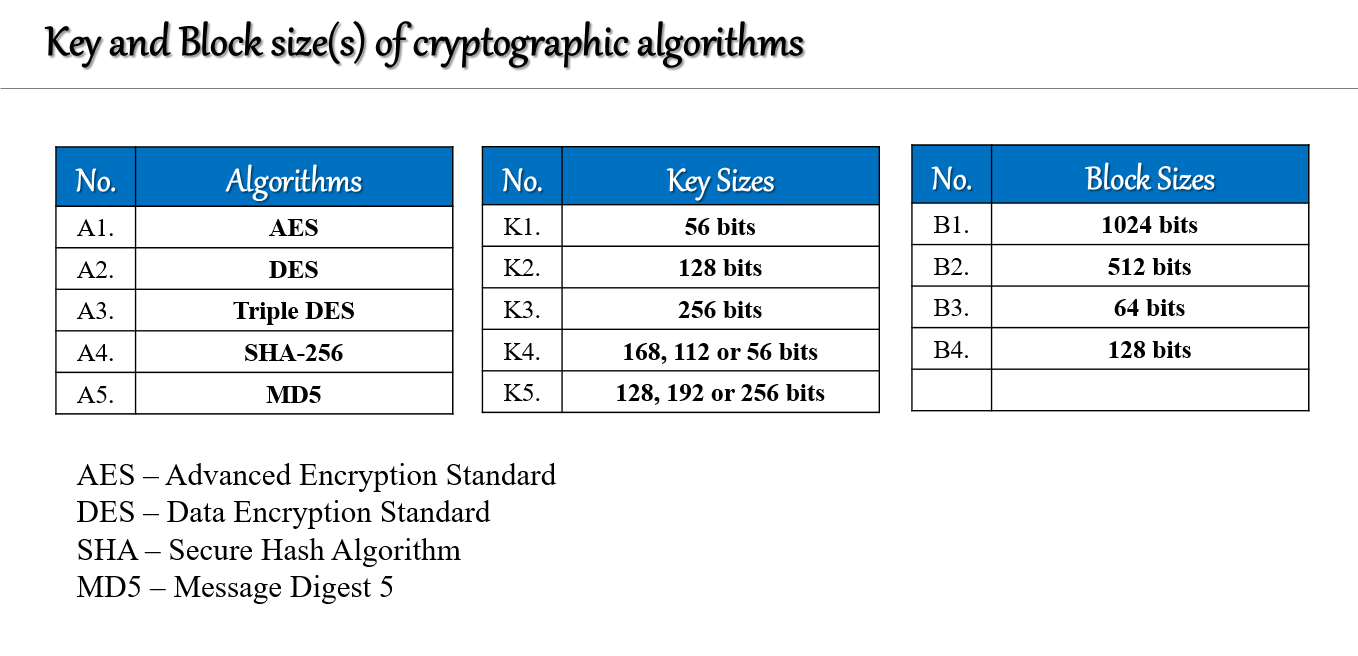 Key and Block size(s) of cryptographic algorithms
No. Algorithms
A1. AES
A2. DES
A3. Triple DES
A4. SHA-256
A5. MD5
No. Key Sizes
K1. 56 bits
K2. 128 bits
K3. 256 bits
K4. 168, 112 or 56 bits
K5. 128, 192 or 256 bits
No. Block Sizes
B1. 1024 bits
B2. 512 bits
B3. 64 bits
B4. 128 bits
AES – Advanced Encryption Standard
DES – Data Encryption Standard
SHA – Secure Hash Algorithm
MD5 – Message Digest 5